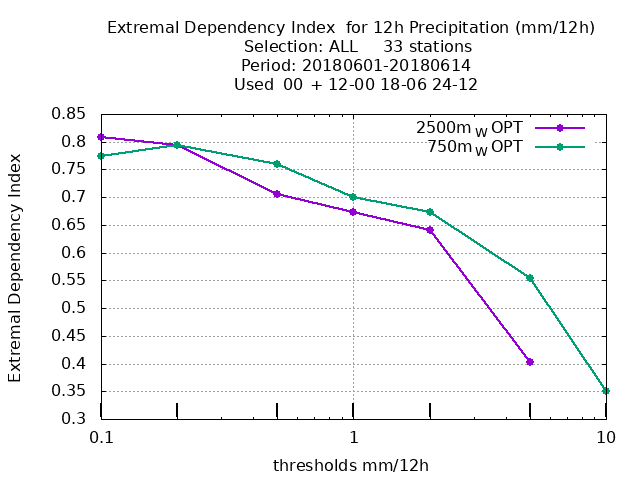 Extremal Dependency Index  for 12h Precipitation (mm/12h)
Selection: ALL     33 stations
Period: 20180601-20180614
Used  00  + 12-00 18-06 24-12
2500m W OPT
750m W OPT
Extremal Dependency Index
0.85
0.8
0.75
0.7
0.65
0.6
0.55
0.5
0.45
0.4
0.35
0.3
0.1 1 10
thresholds mm/12h